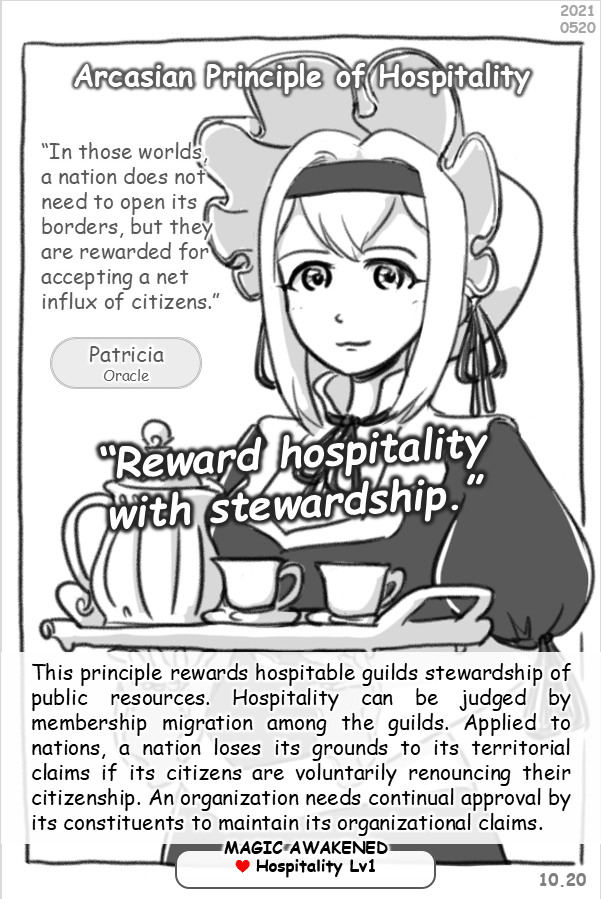 2021
0520
Arcasian Principle of Hospitality
“In those worlds,
a nation does not
need to open its
borders, but they
are rewarded for
accepting a net
influx of citizens.”
Patricia
Oracle
“Reward hospitality
with stewardship.”
This principle rewards hospitable guilds stewardship of
public resources. Hospitality can be judged by
membership migration among the guilds. Applied to
nations, a nation loses its grounds to its territorial
claims if its citizens are voluntarily renouncing their
citizenship. An organization needs continual approval by
its constituents to maintain its organizational claims.
MAGIC AWAKENED
♥ Hospitality Lv1
10.20